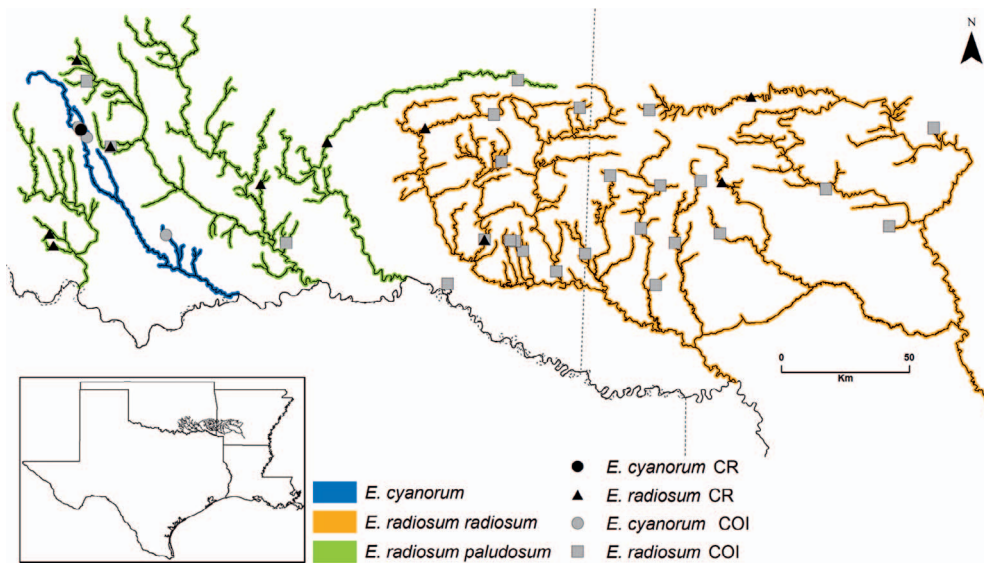 N
0
50
Km
E. cyanorum
E. radiosum radiosum
E. radiosum paludosum
E. cyanorum CR
E. radiosum CR
E. cyanorum COI
E. radiosum COI